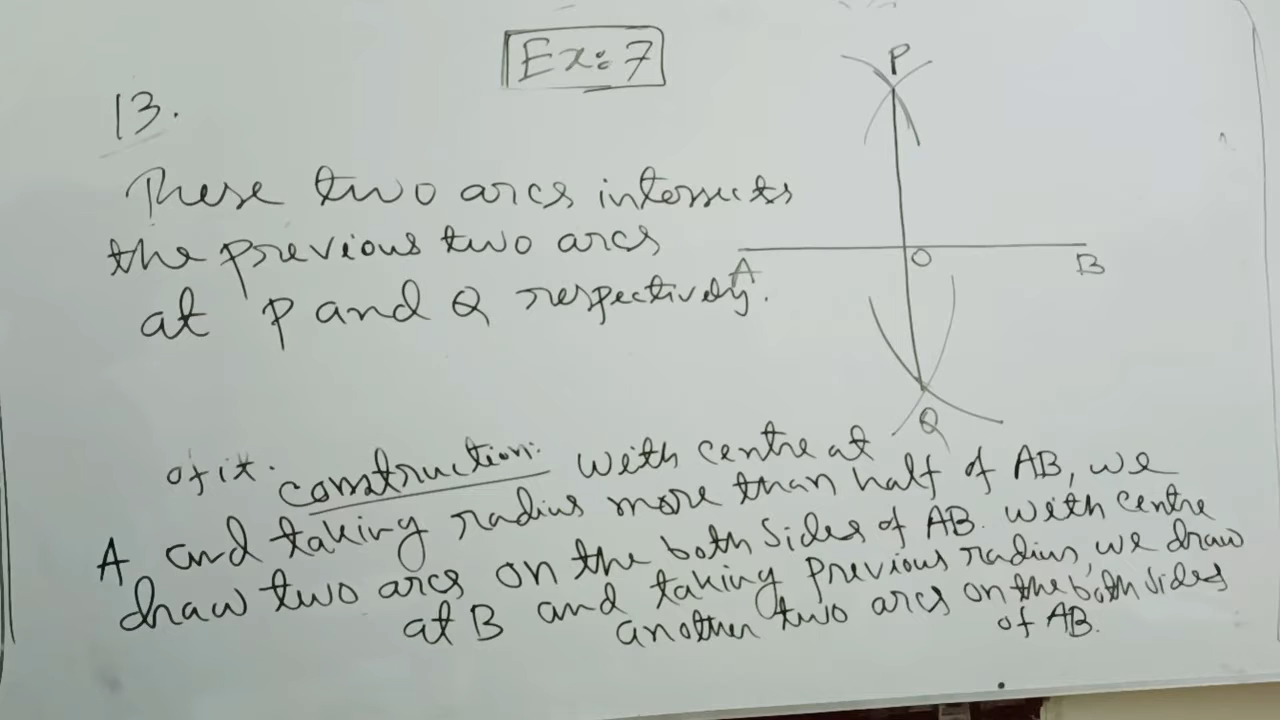 Ex: 7
13.
These two arcs intersects
the previous two arcs
at P and Q respectively.
P
A
O
B
Q
of it. construction: with centre at
A and taking radius more than half of AB, we
draw two arcs on the both sides of AB. with centre
at B and taking previous radius, we draw
another two arcs on the both sides
of AB.